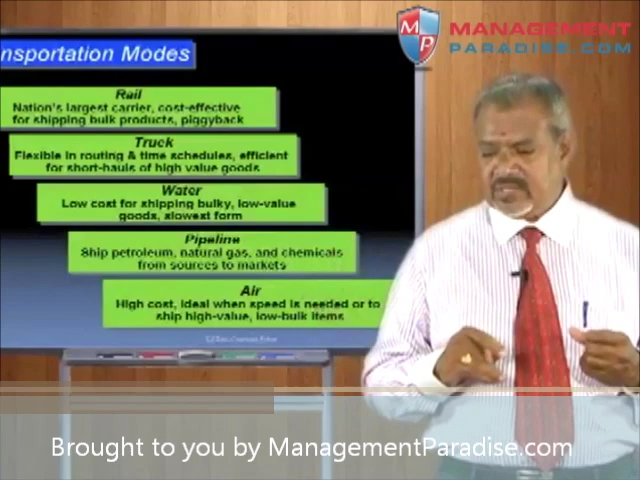 MANAGEMENT
PARADISE.COM
MP
nsportation Modes
Rail
Nation's largest carrier, cost-effective
for shipping bulk products, piggyback
Truck
Flexible in routing & time schedules, efficient
for short-hauls of high value goods
Water
Low cost for shipping bulky, low-value
goods, slowest form
Pipeline
Ship petroleum, natural gas, and chemicals
from sources to markets
Air
High cost, ideal when speed is needed or to
ship high-value, low-bulk items
Brought to you by ManagementParadise.com